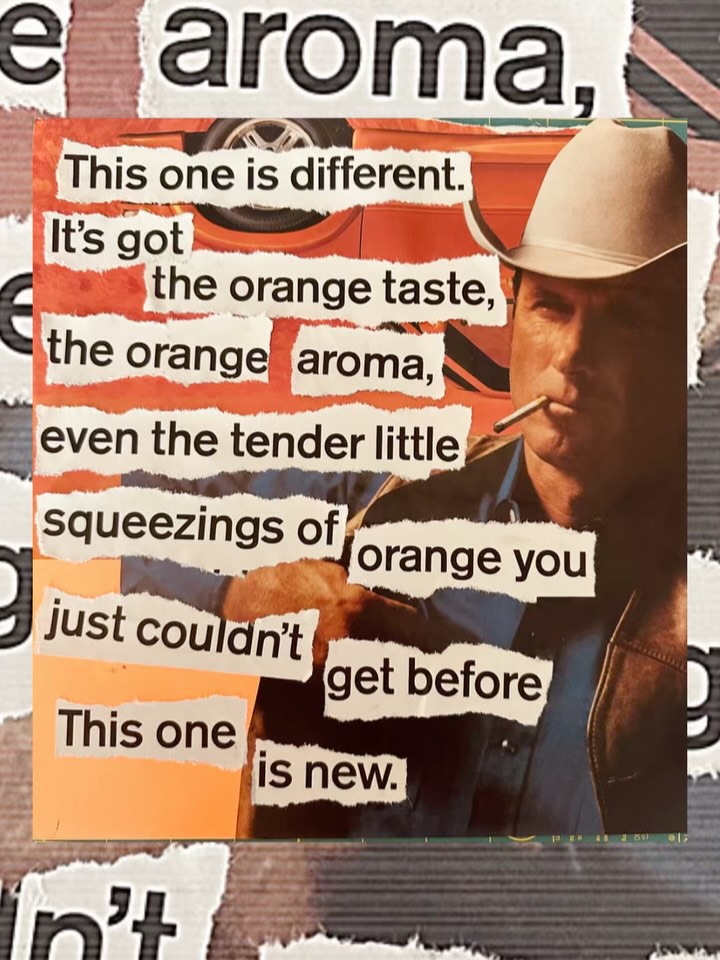 e aroma,
This one is different.
It's got
the orange taste,
the orange aroma,
even the tender little
squeezings of orange you
just couldn't
get before
This one
is new.
n't